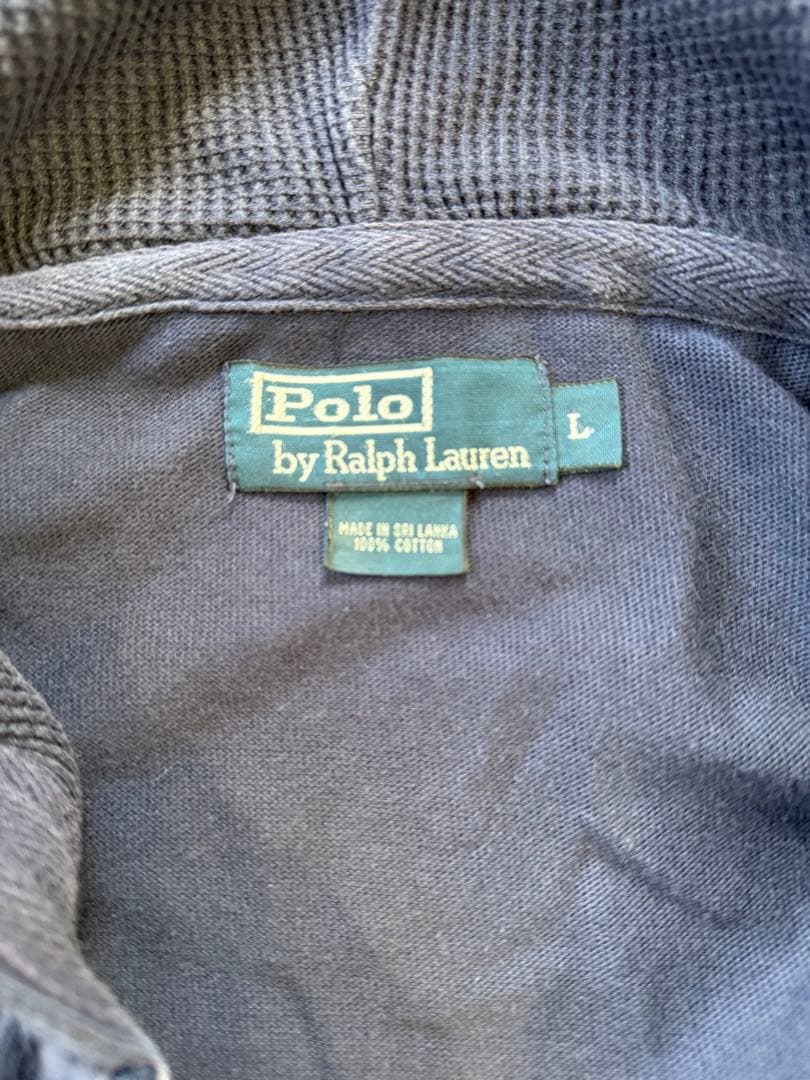 Polo
by Ralph Lauren
L
MADE IN SRI LANKA
100% COTTON